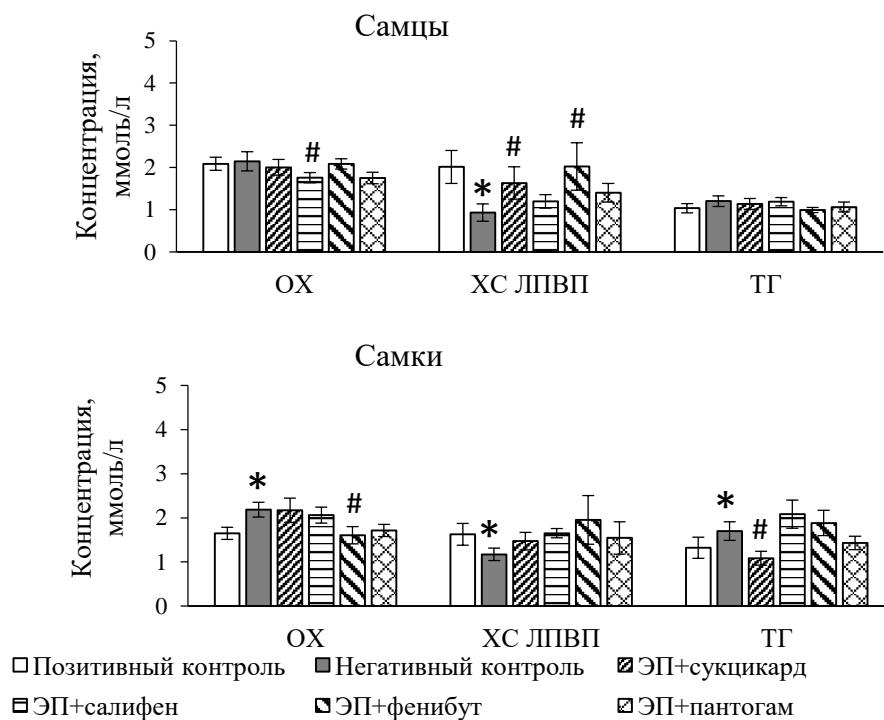 Самцы
Концентрация,
ммоль/л
5
4
3
2
1
0
#
*
#
#
ОХ ХС ЛПВП ТГ
Самки
Концентрация,
ммоль/л
5
4
3
2
1
0
*
#
*
*
#
ОХ ХС ЛПВП ТГ
Позитивный контроль Негативный контроль ЭП+сукцикард
ЭП+салифен ЭП+фенибут ЭП+пантогам